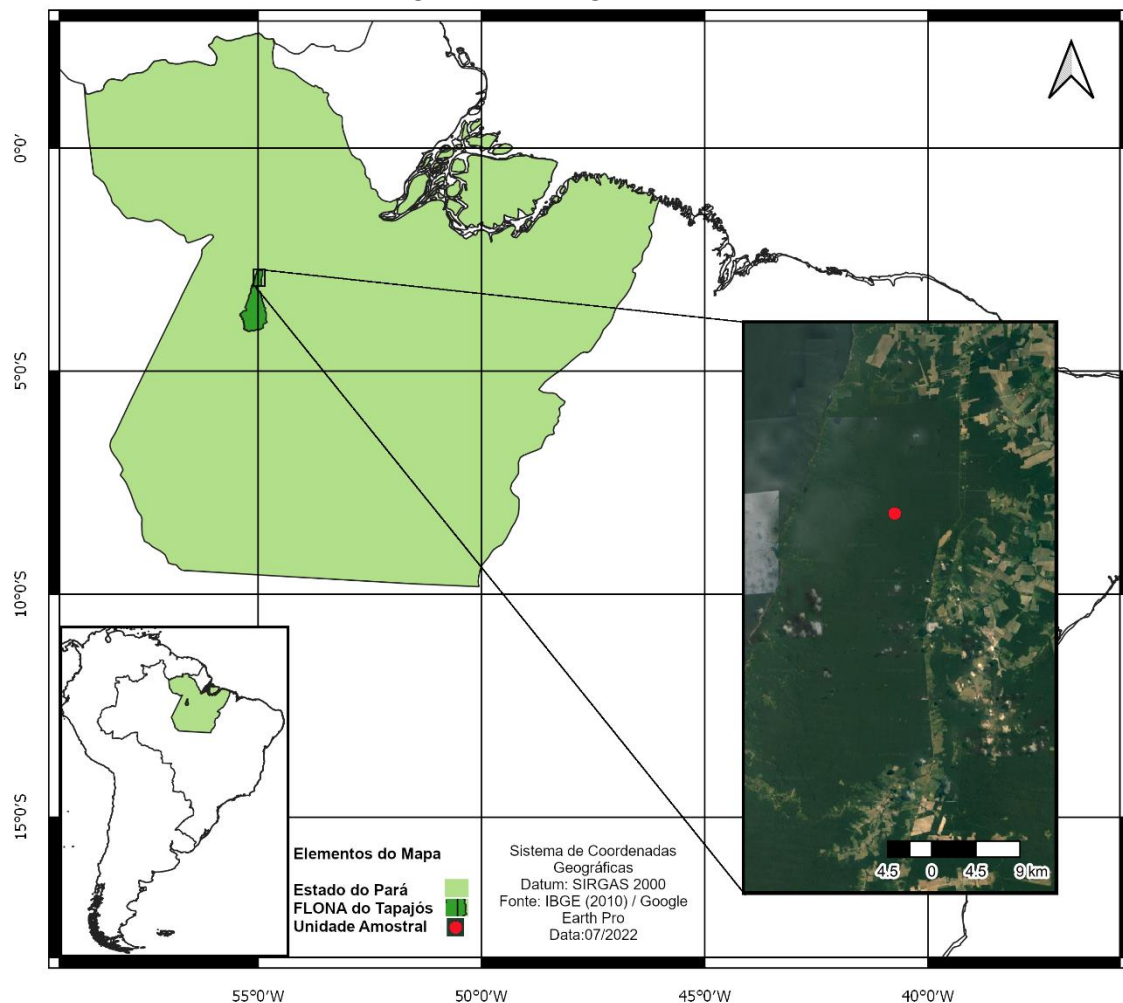 0°0'
5°0'S
10°0'S
15°0'S
4.5 0 4.5 9 km
Elementos do Mapa
Estado do Pará
FLONA do Tapajós
Unidade Amostral
Sistema de Coordenadas
Geográficas
Datum: SIRGAS 2000
Fonte: IBGE (2010) / Google
Earth Pro
Data:07/2022
55°0'W 50°0'W 45°0'W 40°0'W